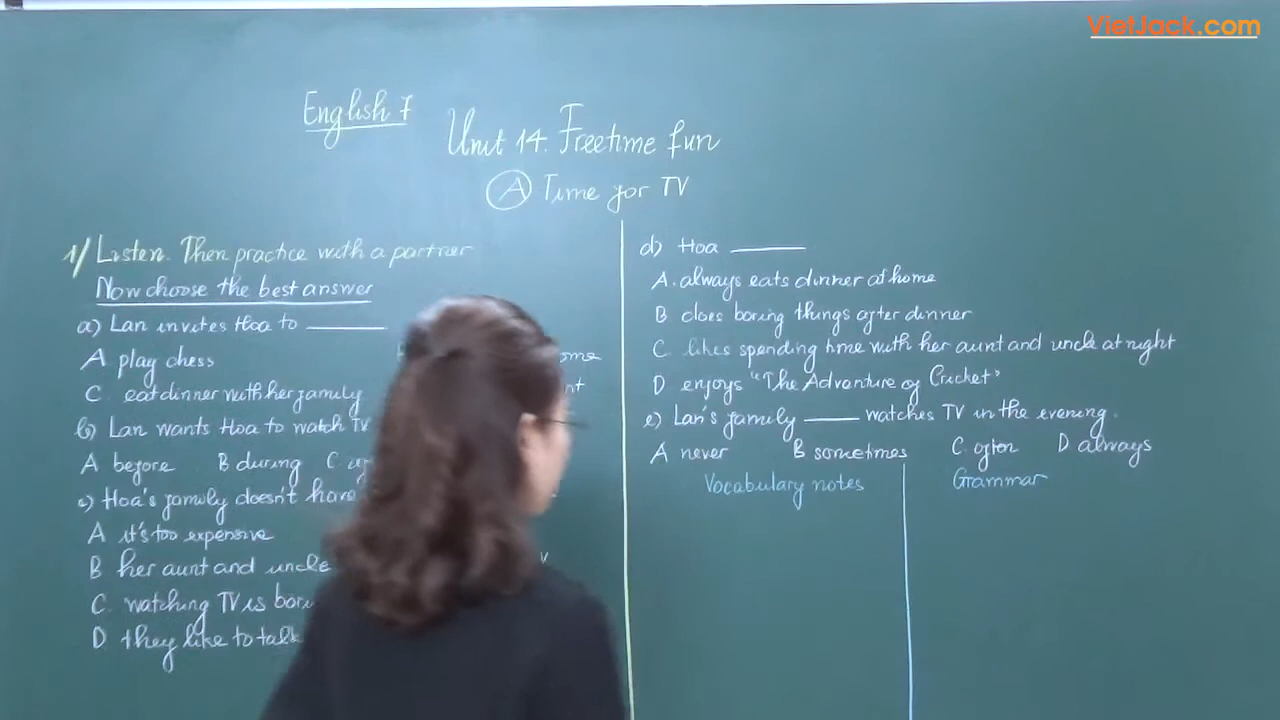 VietJack.com
English 7
Unit 14. Freetime fun
A Time for TV
1/ Listen. Then practice with a partner
Now choose the best answer
a) Lan invites Hoa to ______
A play chess
C. eat dinner with her family
b) Lan wants Hoa to watch TV
A before B during C
c) Hoa's family doesn't have
A it's too expensive
B her aunt and uncle
C. watching TV is
D they like to talk
d) Hoa ______
A. always eats dinner at home
B does boring things after dinner
C. likes spending time with her aunt and uncle at night
D enjoys "The Adventure of Cricket"
e) Lan's family ____ watches TV in the evening.
A never B sometimes C. often D always
Vocabulary notes
Grammar